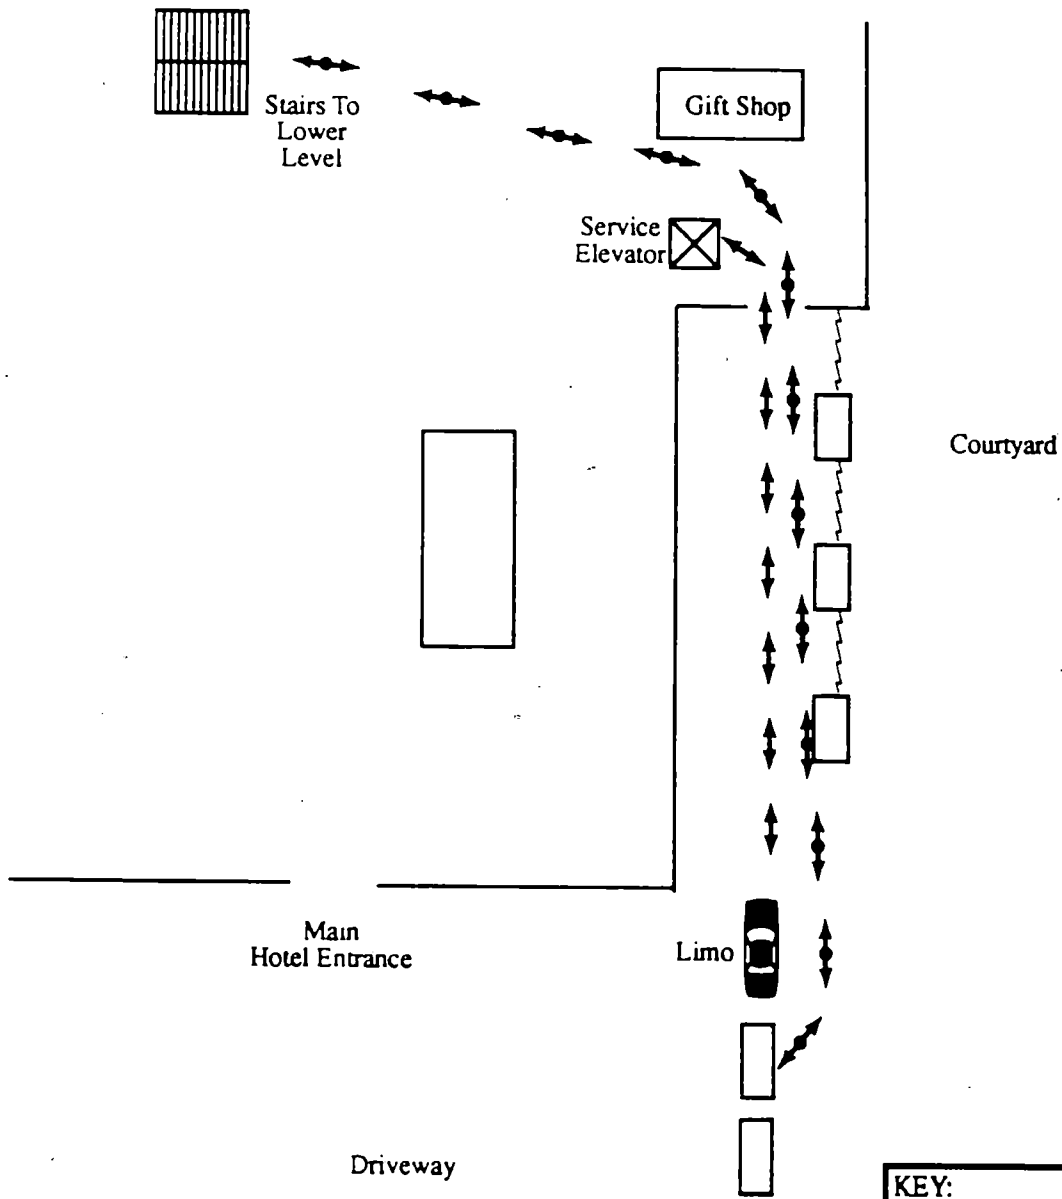 Stairs To
Lower
Level
Gift Shop
Service
Elevator
Courtyard
Main
Hotel Entrance
Limo
Driveway
KEY: